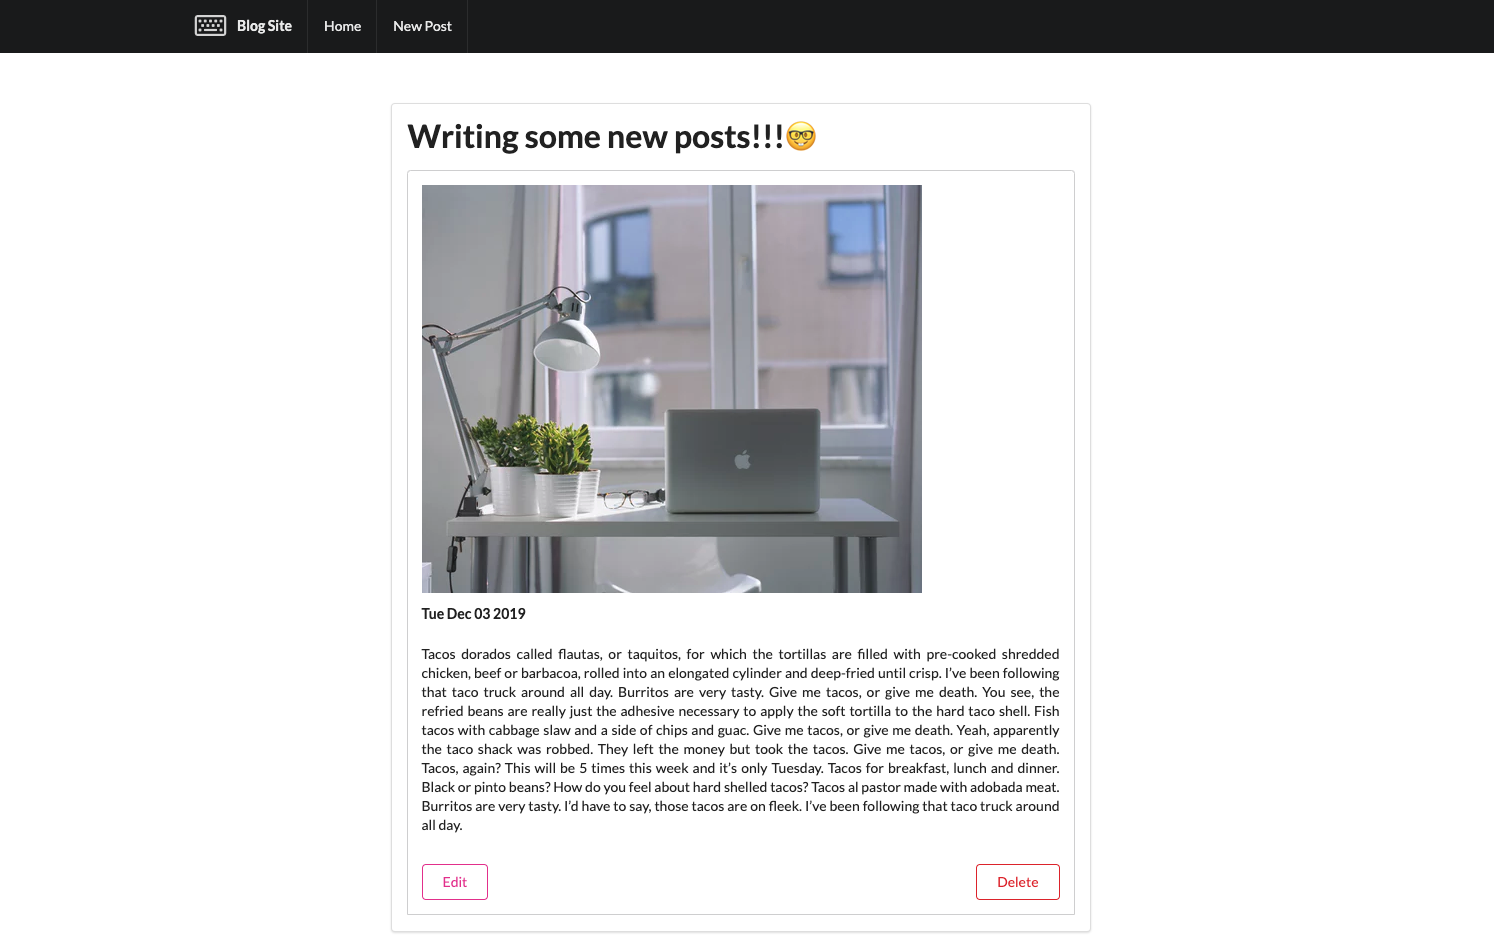 Blog Site
Home
New Post
Writing some new posts!!!🤓
Tue Dec 03 2019
Tacos dorados called flautas, or taquitos, for which the tortillas are filled with pre-cooked shredded
chicken, beef or barbacoa, rolled into an elongated cylinder and deep-fried until crisp. I’ve been following
that taco truck around all day. Burritos are very tasty. Give me tacos, or give me death. You see, the
refried beans are really just the adhesive necessary to apply the soft tortilla to the hard taco shell. Fish
tacos with cabbage slaw and a side of chips and guac. Give me tacos, or give me death. Yeah, apparently
the taco shack was robbed. They left the money but took the tacos. Give me tacos, or give me death.
Tacos, again? This will be 5 times this week and it’s only Tuesday. Tacos for breakfast, lunch and dinner.
Black or pinto beans? How do you feel about hard shelled tacos? Tacos al pastor made with adobada meat.
Burritos are very tasty. I’d have to say, those tacos are on fleek. I’ve been following that taco truck around
all day.
Edit
Delete